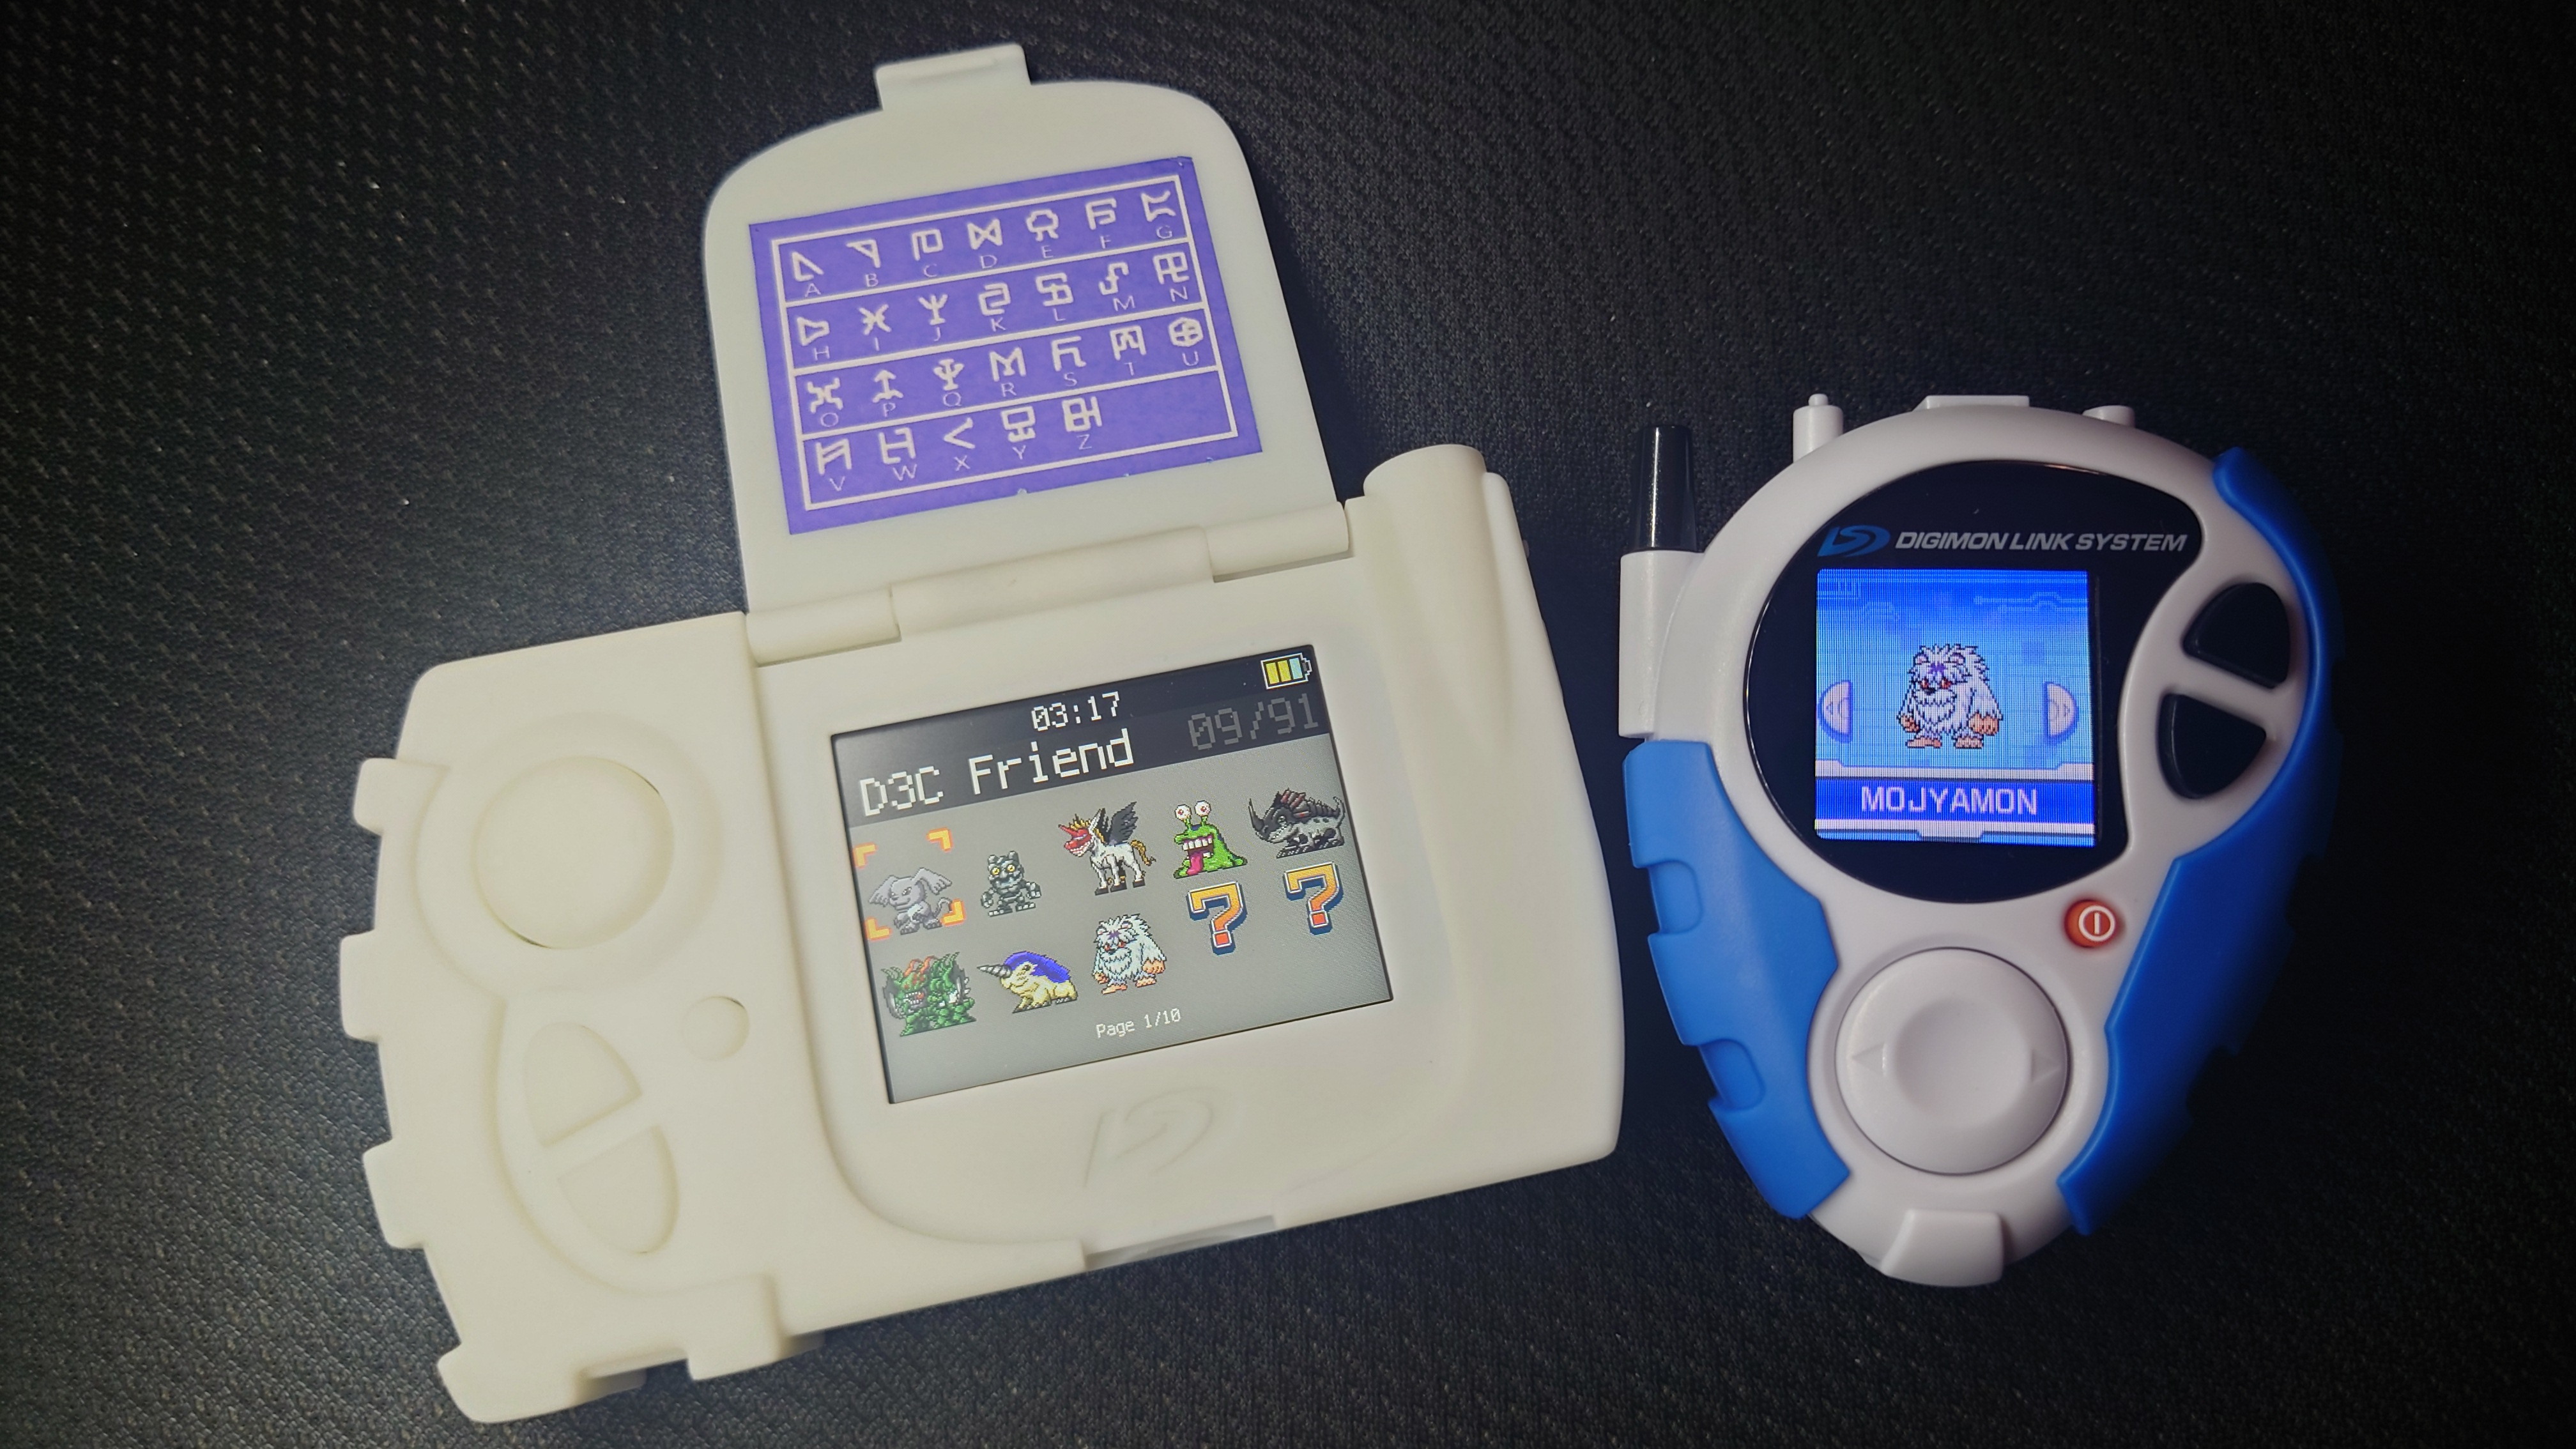 A B C D E F G
H I J K L M N
O P Q R S T U
V W X Y Z
03:17
D3C Friend 09/91
? ?
Page 1/10
DIGIMON LINK SYSTEM
MOJYAMON